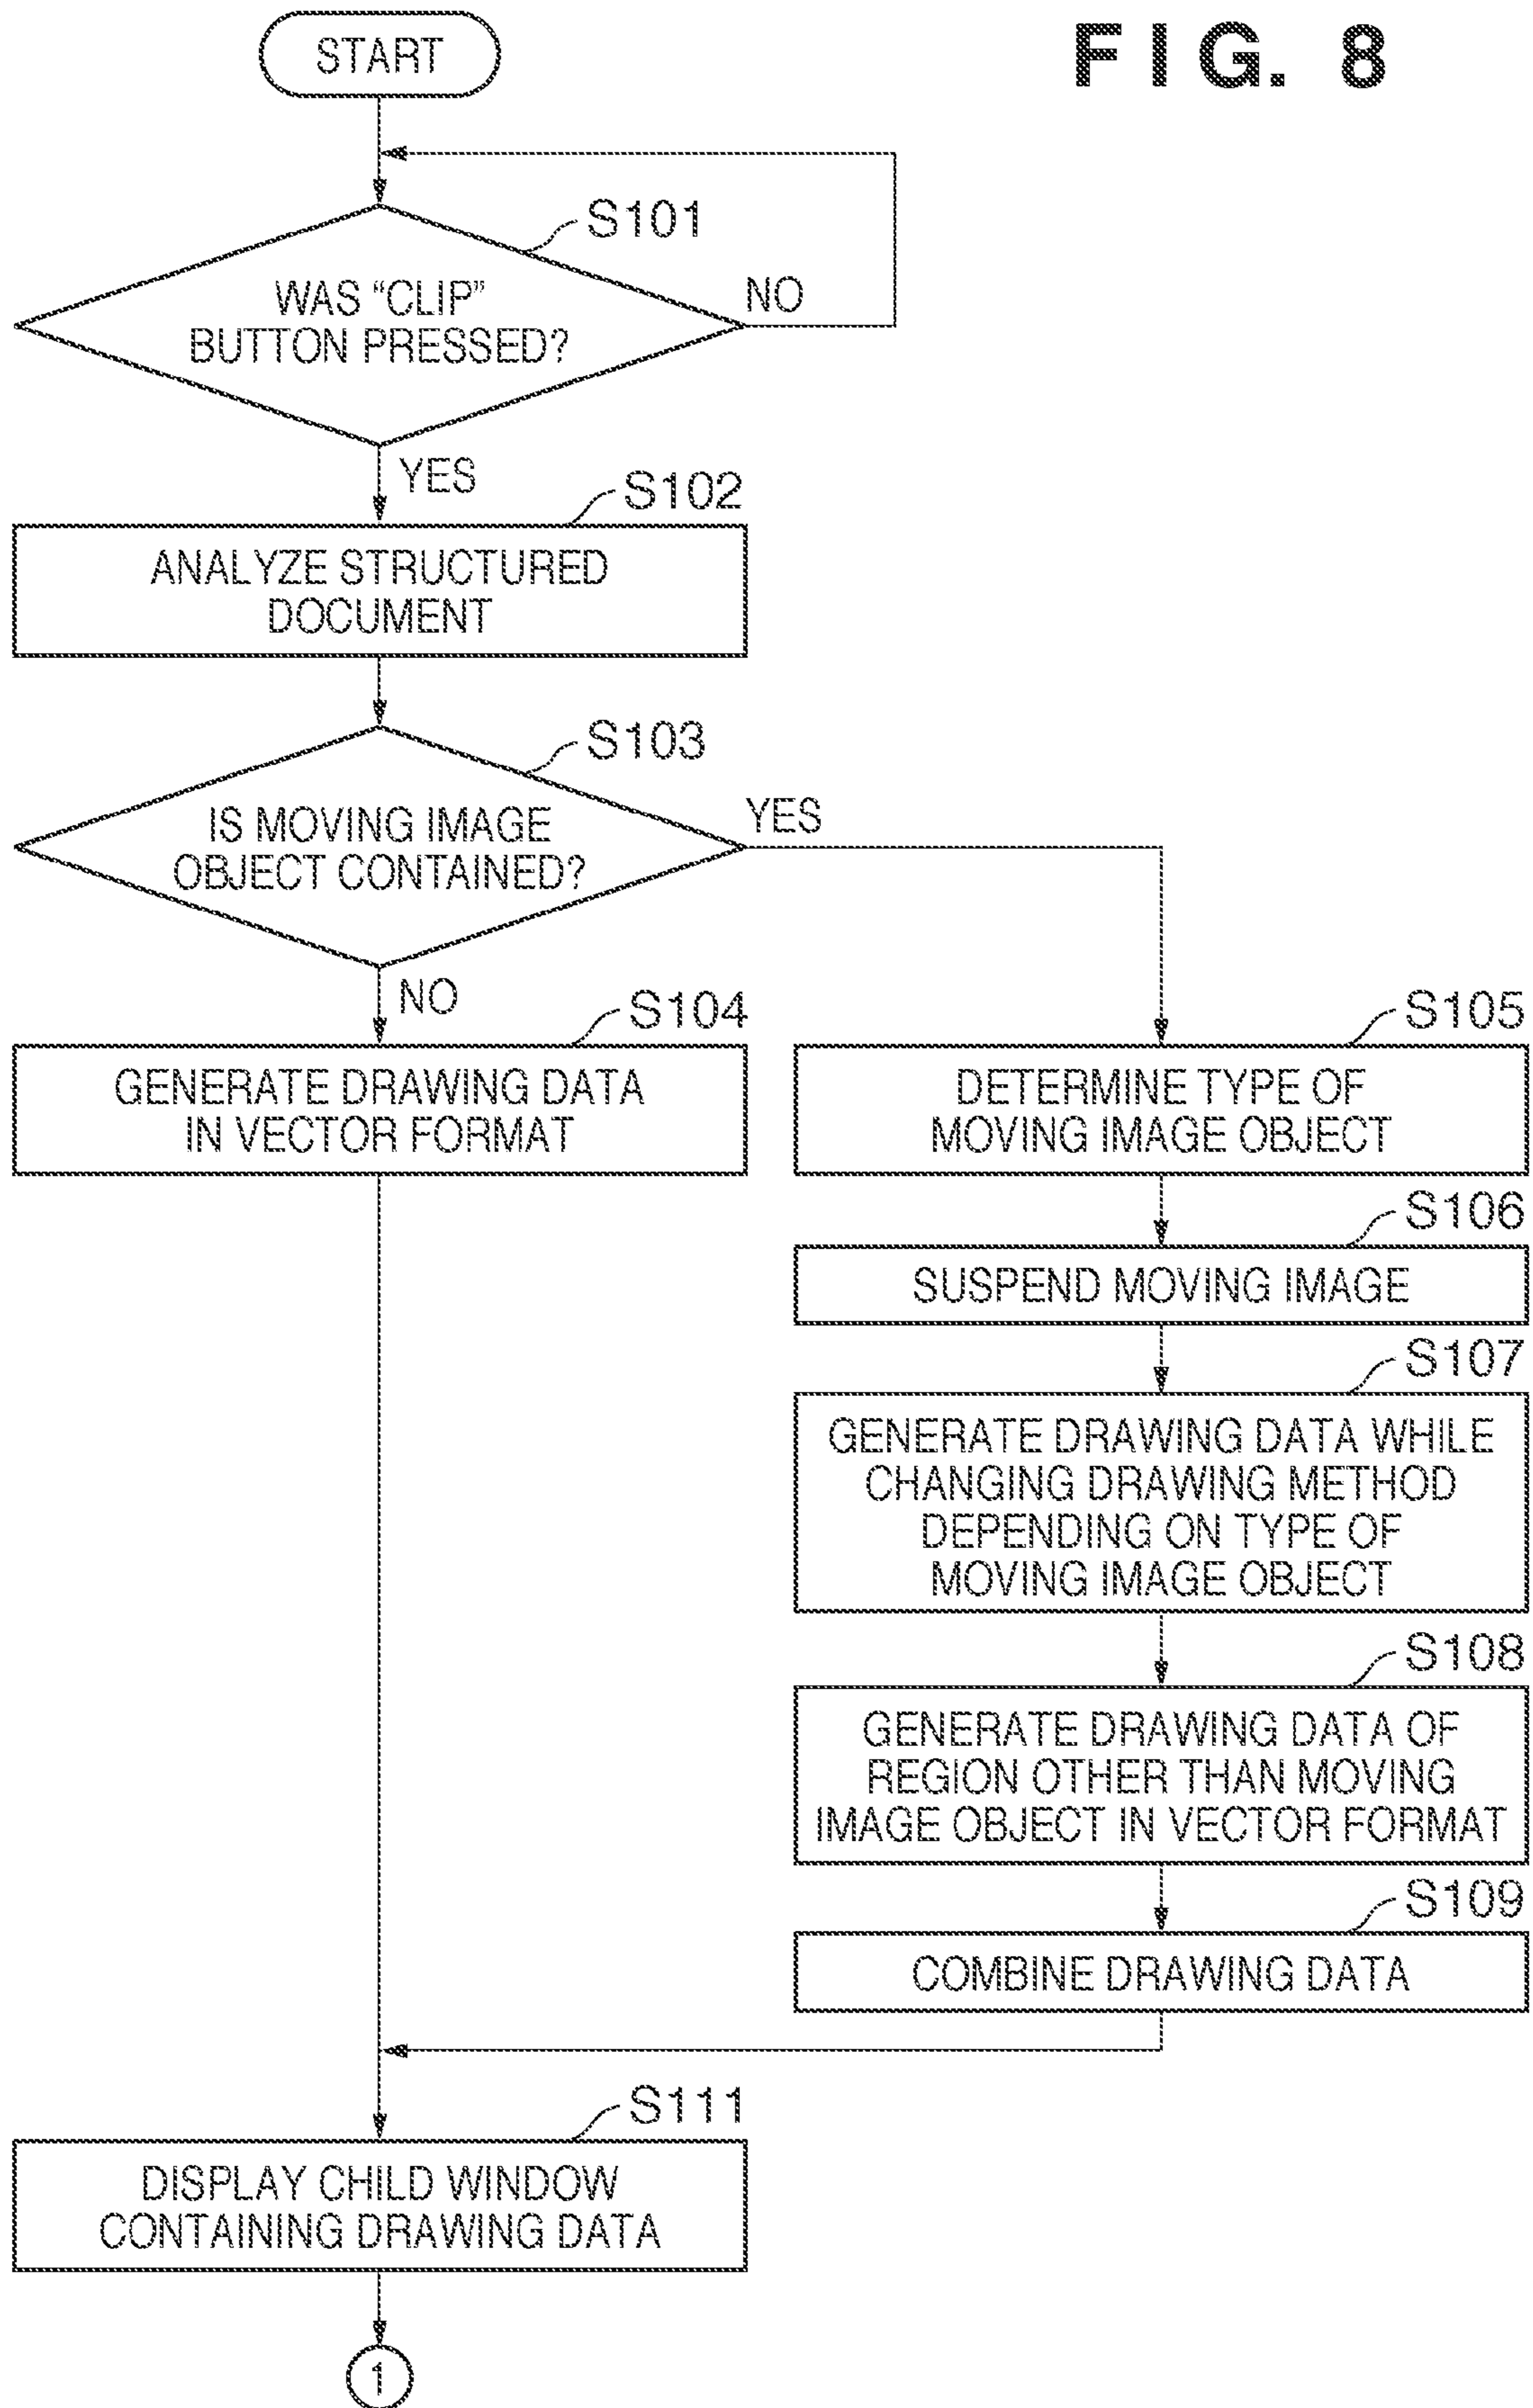 FIG. 8
START
S101
WAS “CLIP”
BUTTON PRESSED?
NO
YES
S102
ANALYZE STRUCTURED
DOCUMENT
S103
IS MOVING IMAGE
OBJECT CONTAINED?
YES
NO
S104
GENERATE DRAWING DATA
IN VECTOR FORMAT
S105
DETERMINE TYPE OF
MOVING IMAGE OBJECT
S106
SUSPEND MOVING IMAGE
S107
GENERATE DRAWING DATA WHILE
CHANGING DRAWING METHOD
DEPENDING ON TYPE OF
MOVING IMAGE OBJECT
S108
GENERATE DRAWING DATA OF
REGION OTHER THAN MOVING
IMAGE OBJECT IN VECTOR FORMAT
S109
COMBINE DRAWING DATA
S111
DISPLAY CHILD WINDOW
CONTAINING DRAWING DATA
1